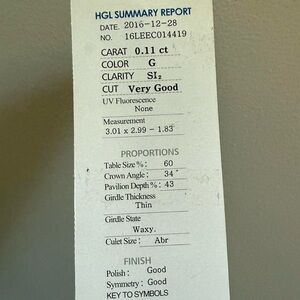 HGL SUMMARY REPORT
DATE. 2016-12-28
NO. 16LEEC014419
CARAT 0.11 ct
COLOR G
CLARITY SI₂
CUT Very Good
UV Fluorescence
None
Measurement
3.01 x 2.99 - 1.83
PROPORTIONS
Table Size %: 60
Crown Angle: 34°
Pavilion Depth %: 43
Girdle Thickness
Thin
Girdle State
Waxy.
Culet Size: Abr
FINISH
Polish: Good
Symmetry: Good
KEY TO SYMBOLS